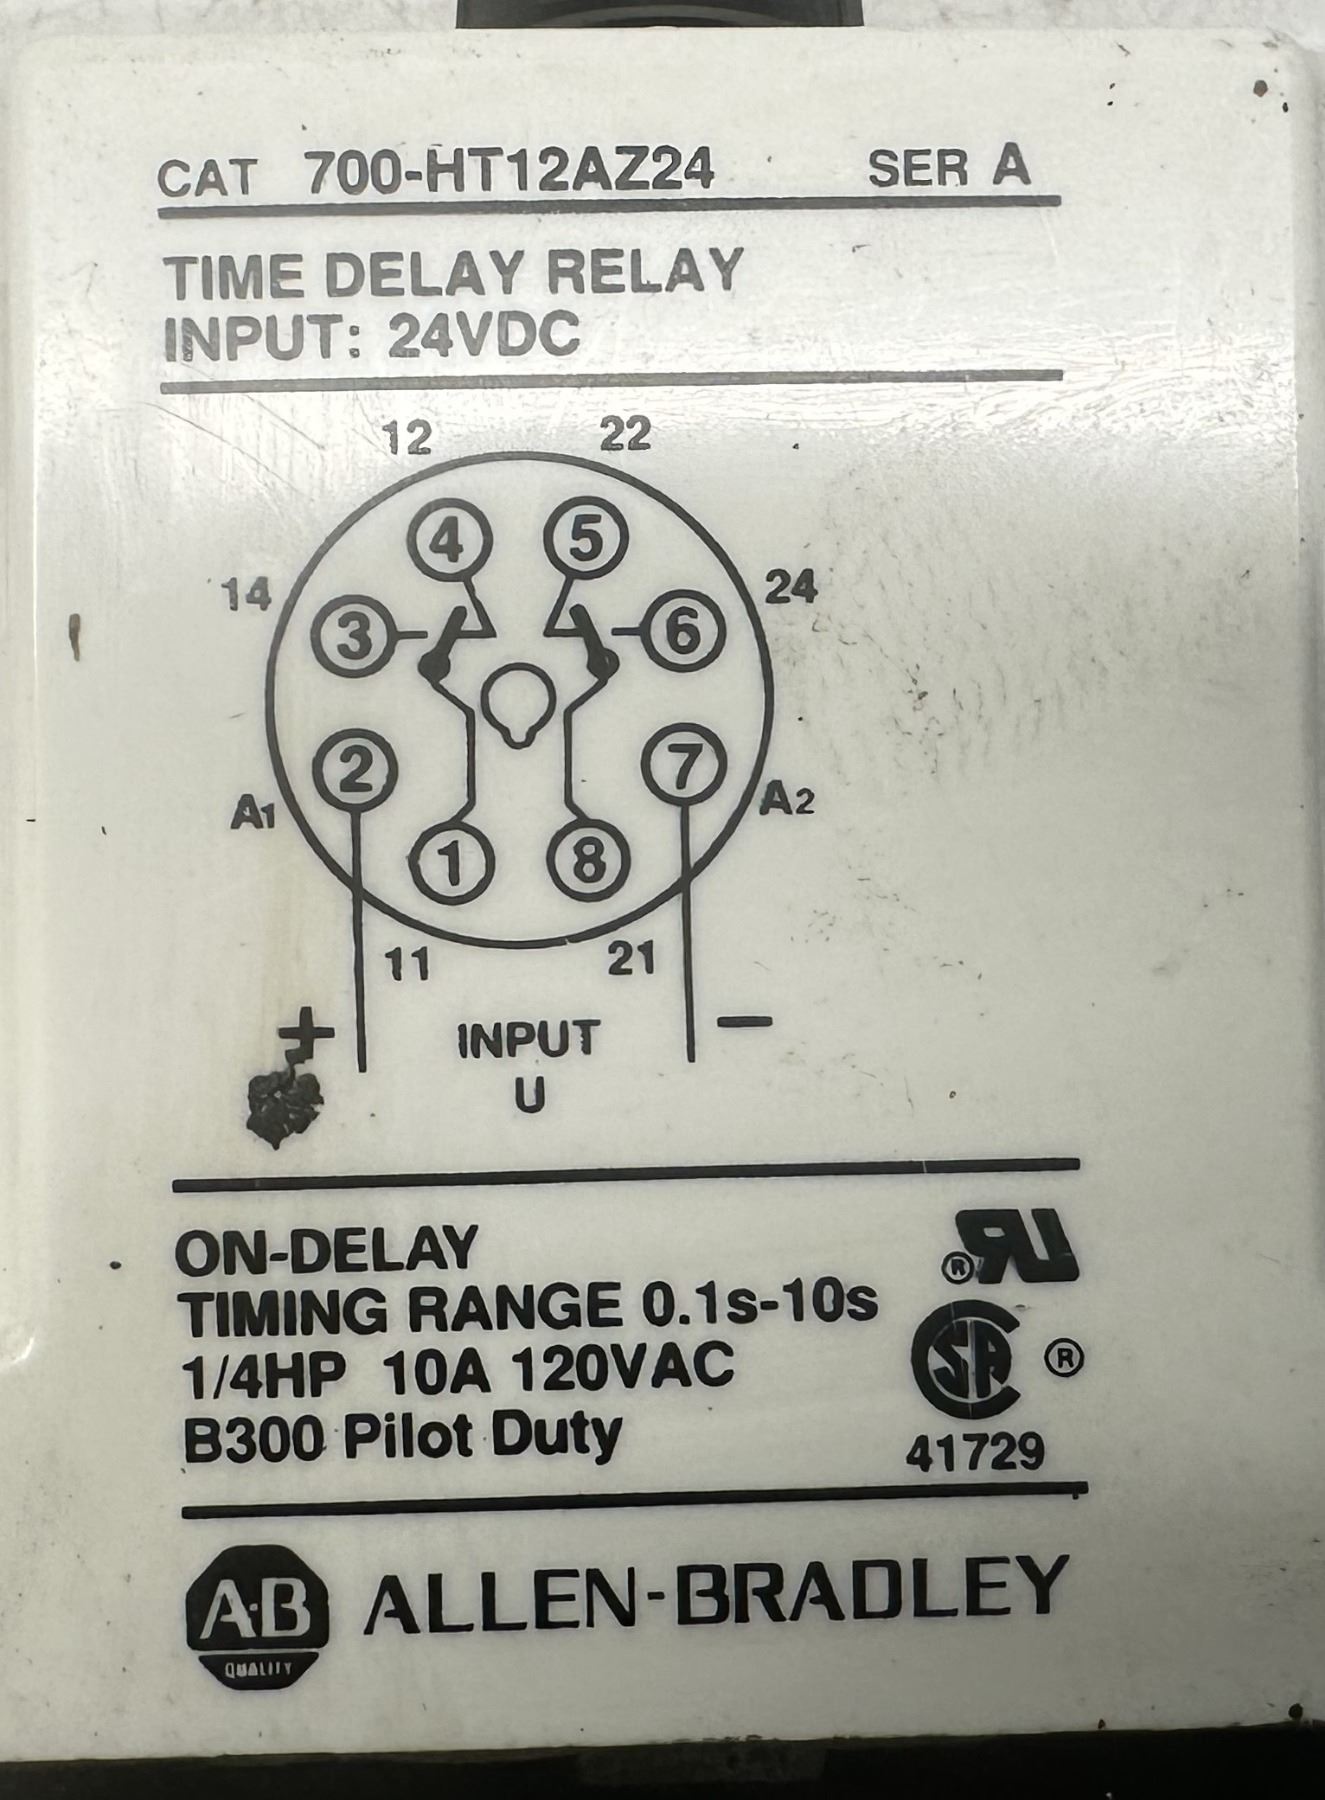 CAT 700-HT12AZ24 SER A
TIME DELAY RELAY
INPUT: 24VDC
12 22
4 5
14 24
3 6
2 7
A1 A2
1 8
11 21
+ INPUT −
U
ON-DELAY
TIMING RANGE 0.1s-10s
1/4HP 10A 120VAC
B300 Pilot Duty
RU ®
SA ®
41729
A·B
QUALITY
ALLEN-BRADLEY